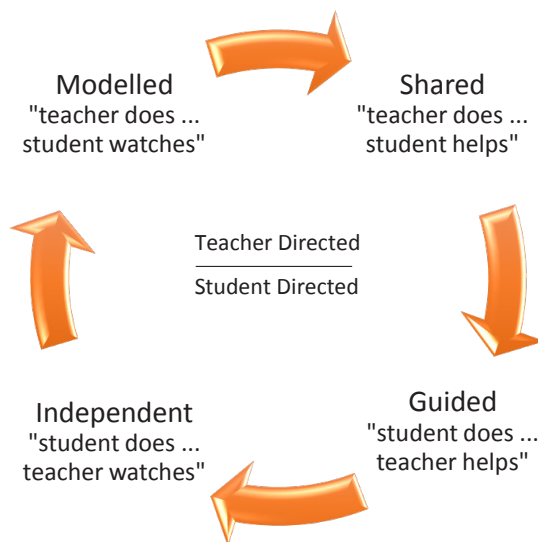 Modelled
"teacher does ...
student watches"
Shared
"teacher does ...
student helps"
Teacher Directed
Student Directed
Independent
"student does ...
teacher watches"
Guided
"student does ...
teacher helps"